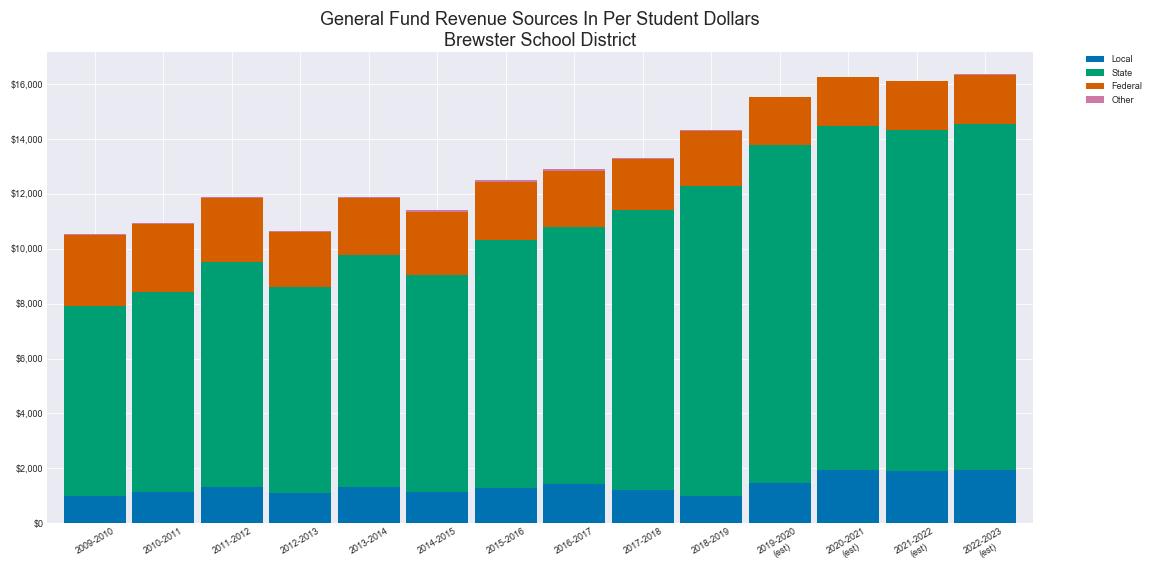 General Fund Revenue Sources In Per Student Dollars
Brewster School District
Local
State
Federal
Other
$16,000
$14,000
$12,000
$10,000
$8,000
$6,000
$4,000
$2,000
$0
2009-2010
2010-2011
2011-2012
2012-2013
2013-2014
2014-2015
2015-2016
2016-2017
2017-2018
2018-2019
2019-2020
(est)
2020-2021
(est)
2021-2022
(est)
2022-2023
(est)